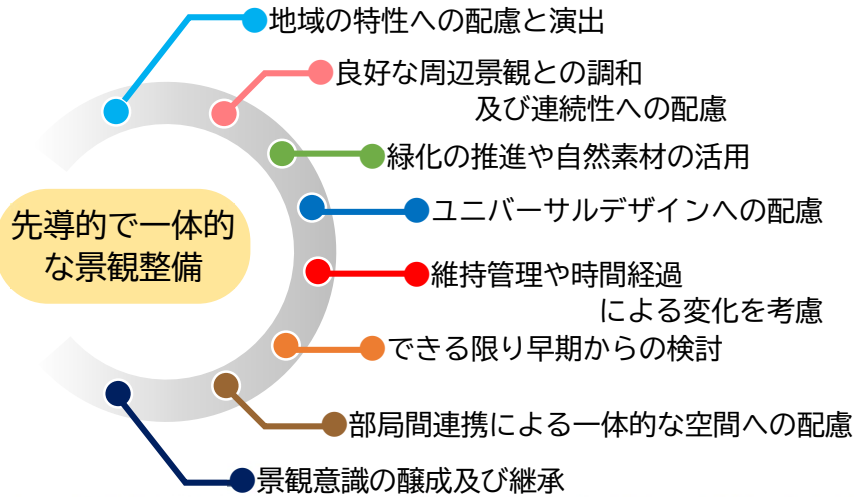 地域の特性への配慮と演出
良好な周辺景観との調和
及び連続性への配慮
緑化の推進や自然素材の活用
ユニバーサルデザインへの配慮
先導的で一体的
な景観整備
維持管理や時間経過
による変化を考慮
できる限り早期からの検討
部局間連携による一体的な空間への配慮
景観意識の醸成及び継承